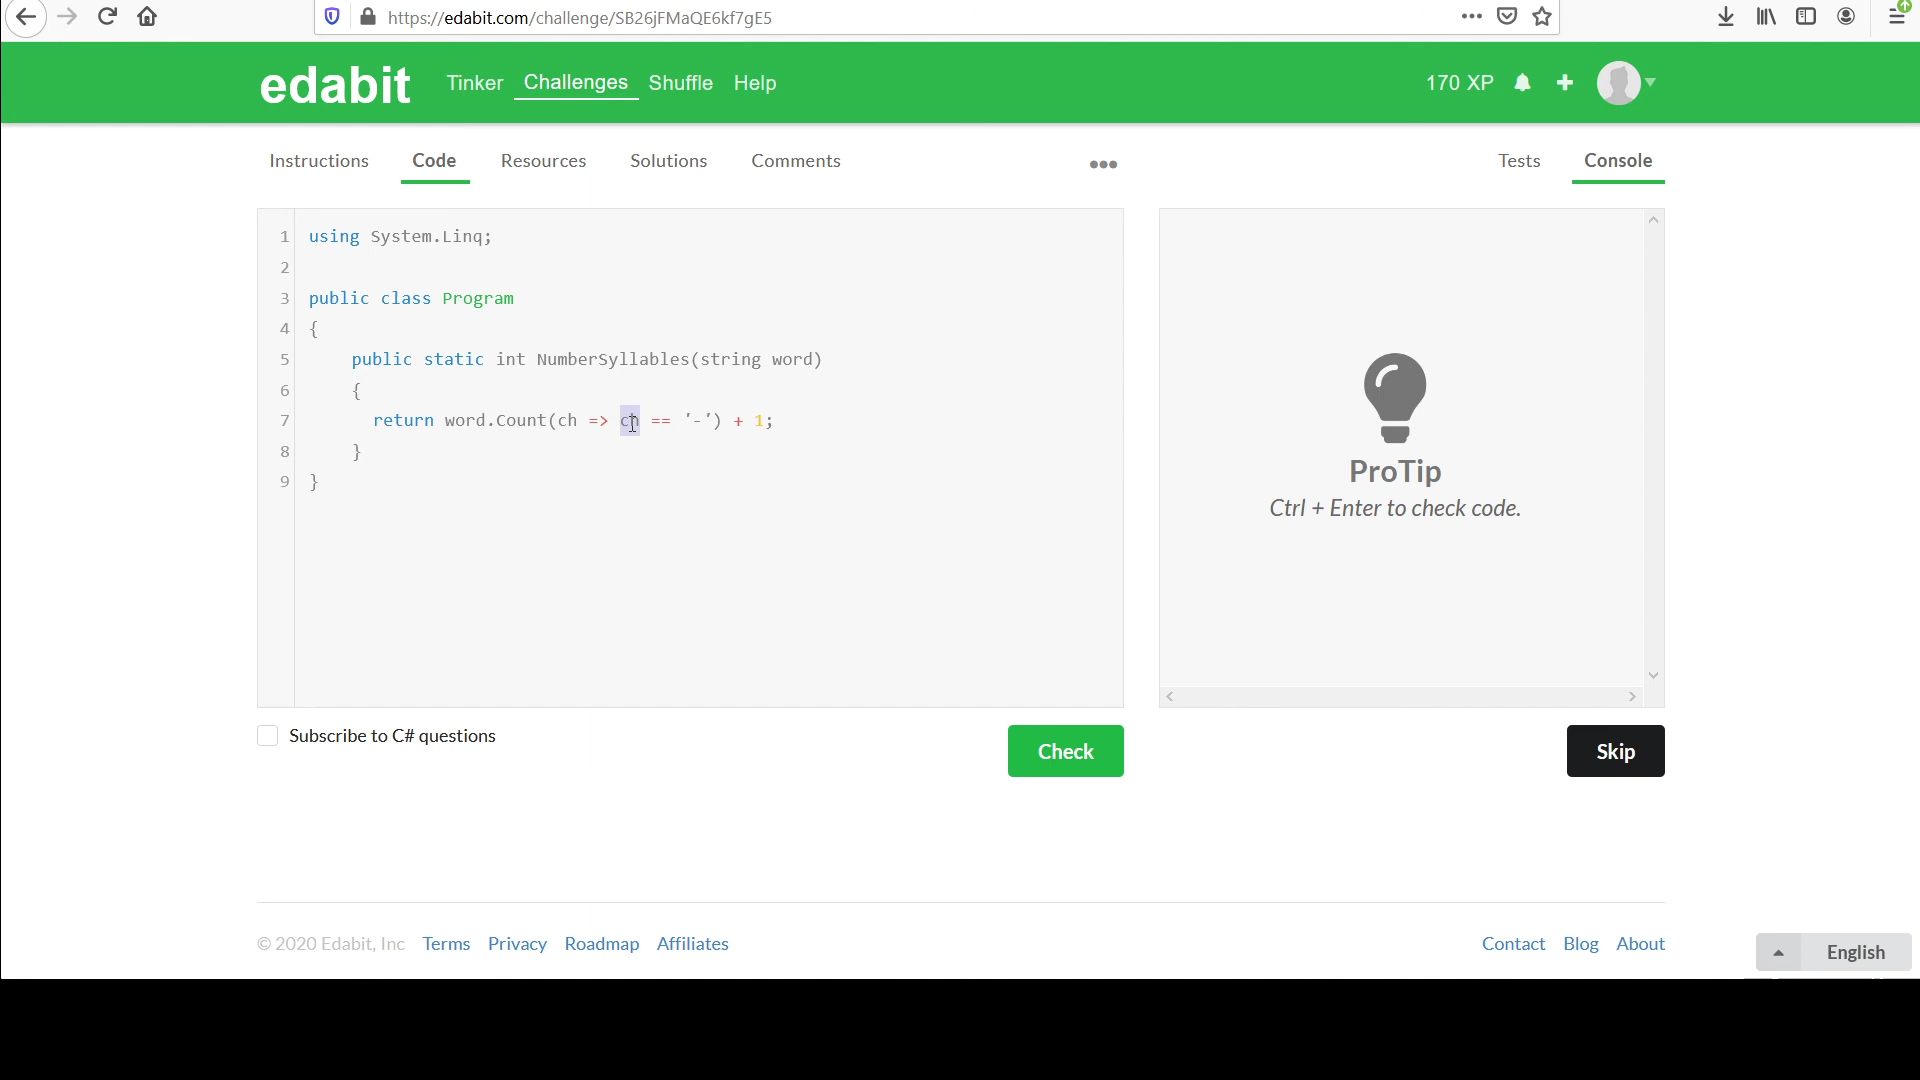 https://edabit.com/challenge/SB26jFMaQE6kf7gE5
edabit Tinker Challenges Shuffle Help 170 XP
Instructions Code Resources Solutions Comments Tests Console
1 using System.Linq;
2
3 public class Program
4 {
5 public static int NumberSyllables(string word)
6 {
7 return word.Count(ch => ch == '-') + 1;
8 }
9 }
ProTip
Ctrl + Enter to check code.
Subscribe to C# questions
Check
Skip
© 2020 Edabit, Inc Terms Privacy Roadmap Affiliates Contact Blog About
English